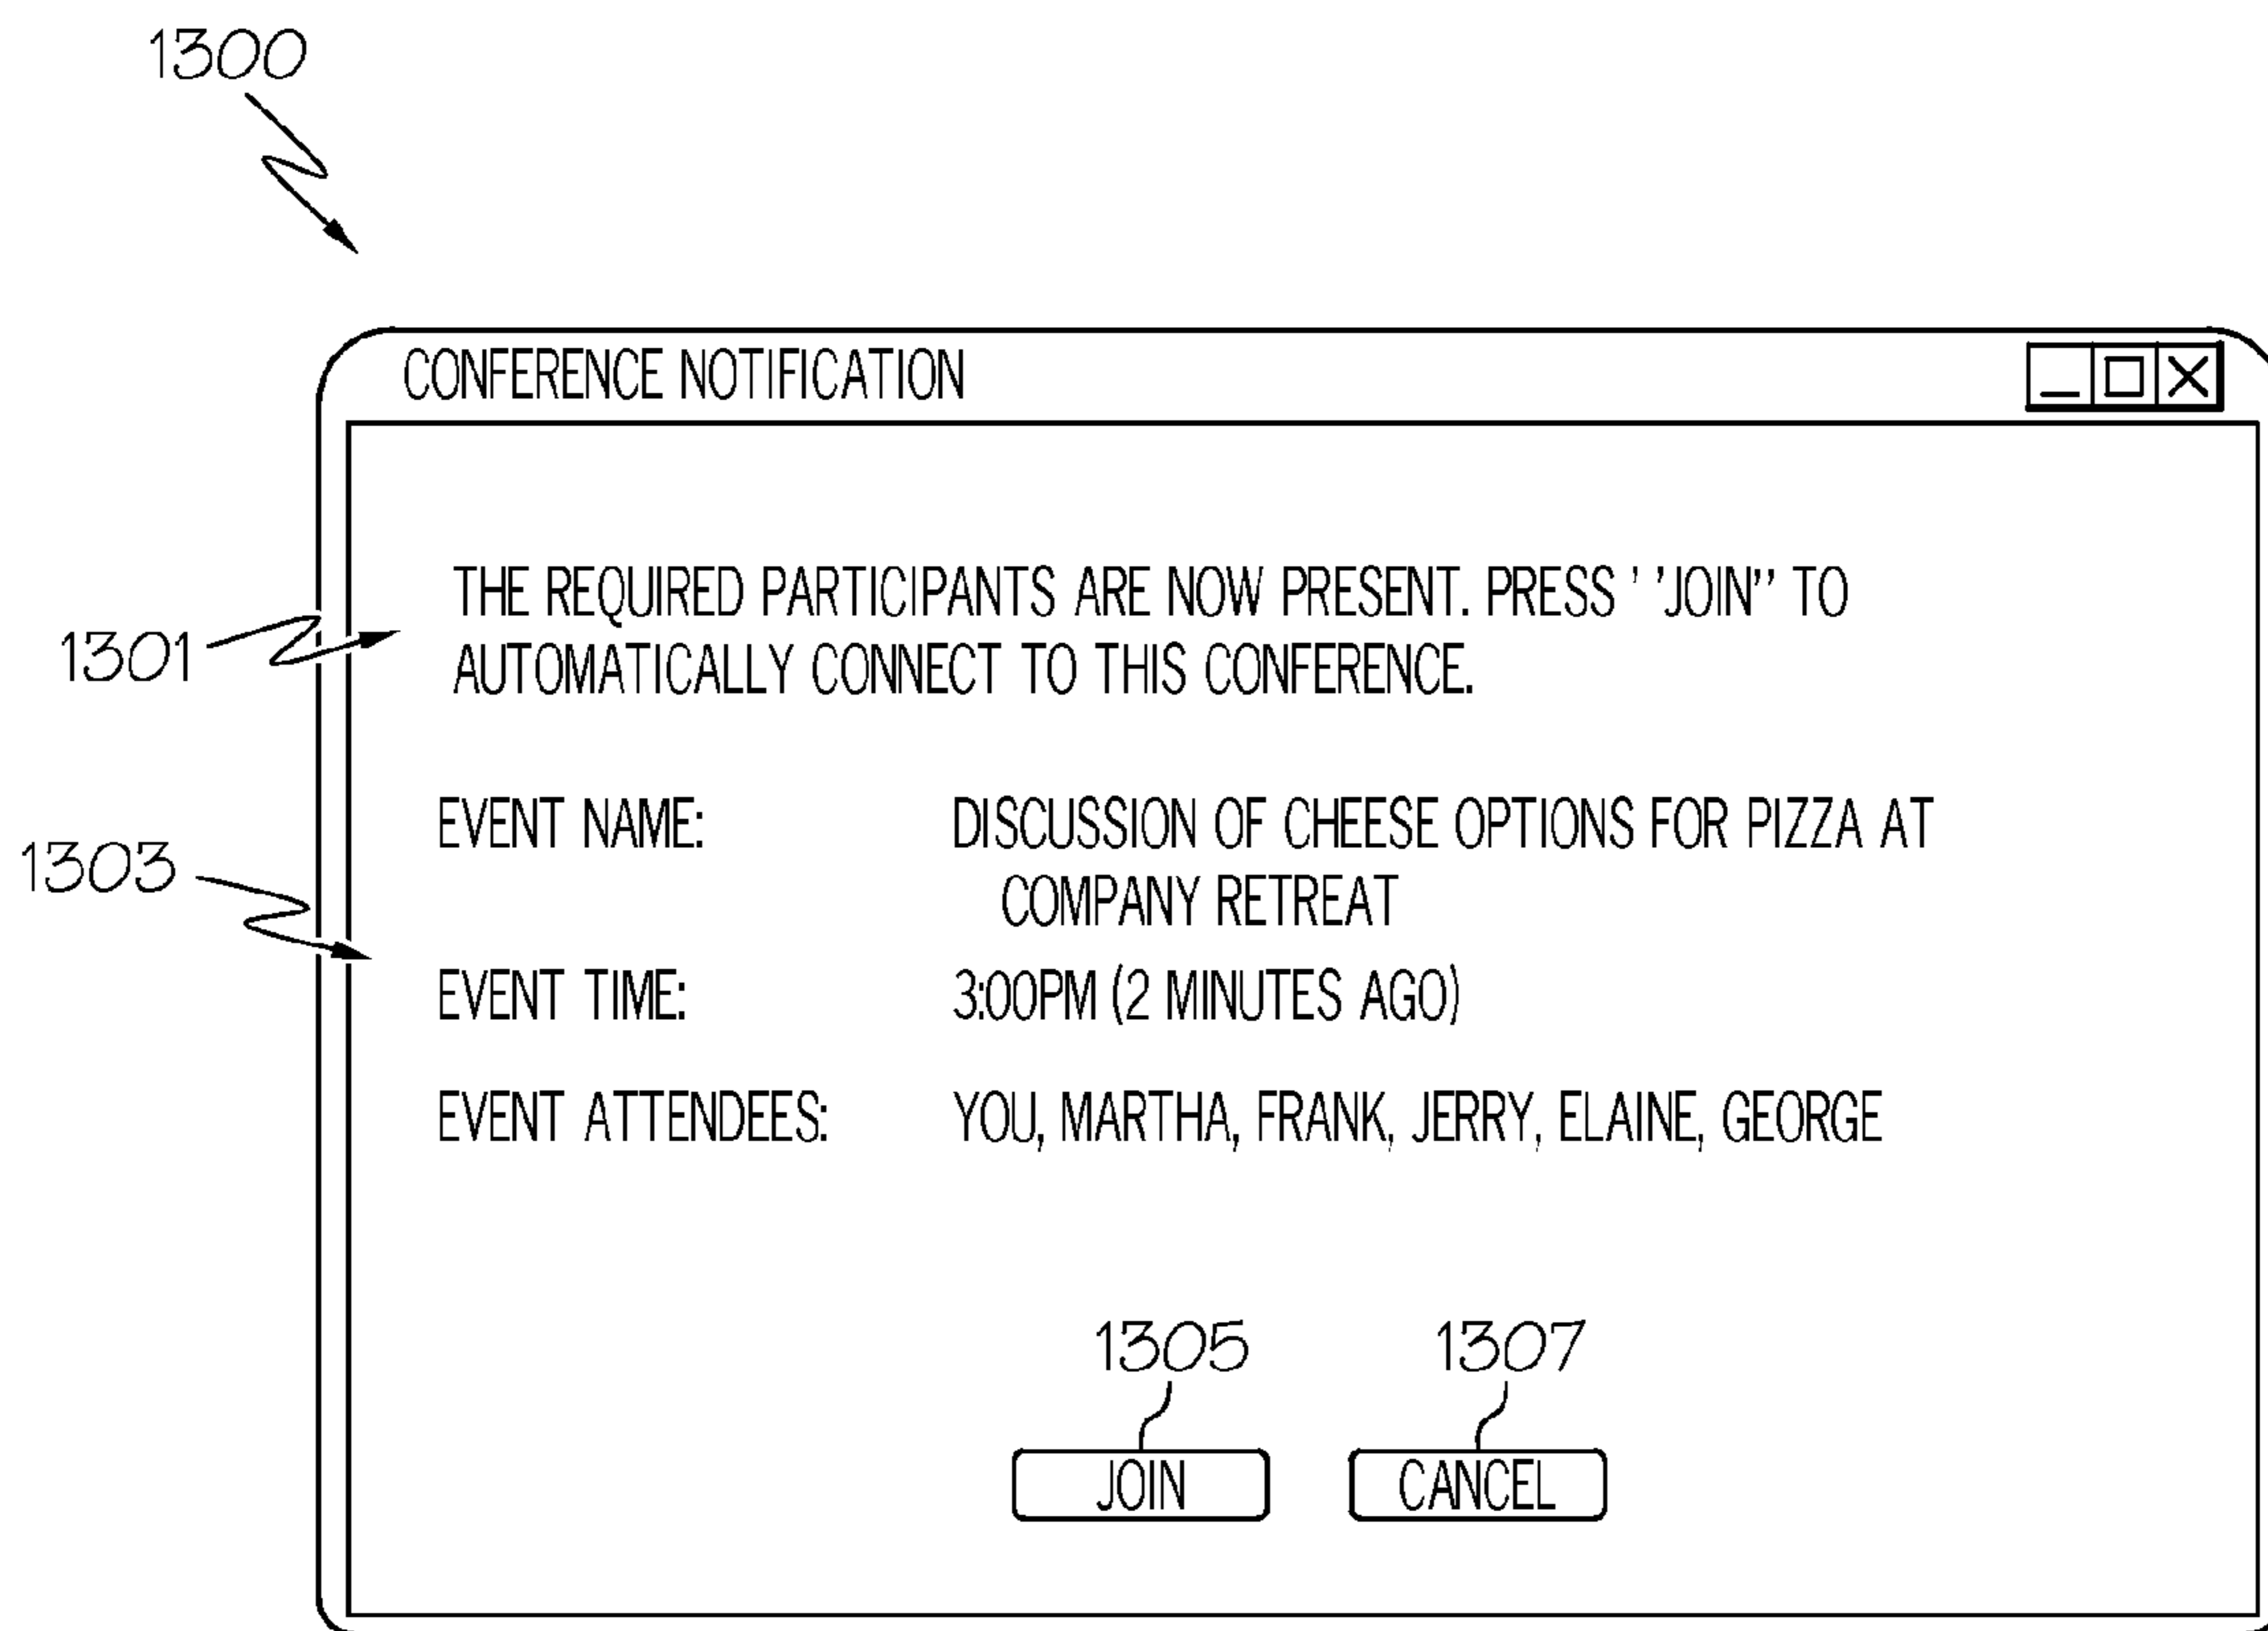 1300
CONFERENCE NOTIFICATION
THE REQUIRED PARTICIPANTS ARE NOW PRESENT. PRESS ' 'JOIN'' TO
1301
AUTOMATICALLY CONNECT TO THIS CONFERENCE.
EVENT NAME: DISCUSSION OF CHEESE OPTIONS FOR PIZZA AT
1303
COMPANY RETREAT
EVENT TIME: 3:00PM (2 MINUTES AGO)
EVENT ATTENDEES: YOU, MARTHA, FRANK, JERRY, ELAINE, GEORGE
1305 1307
JOIN CANCEL